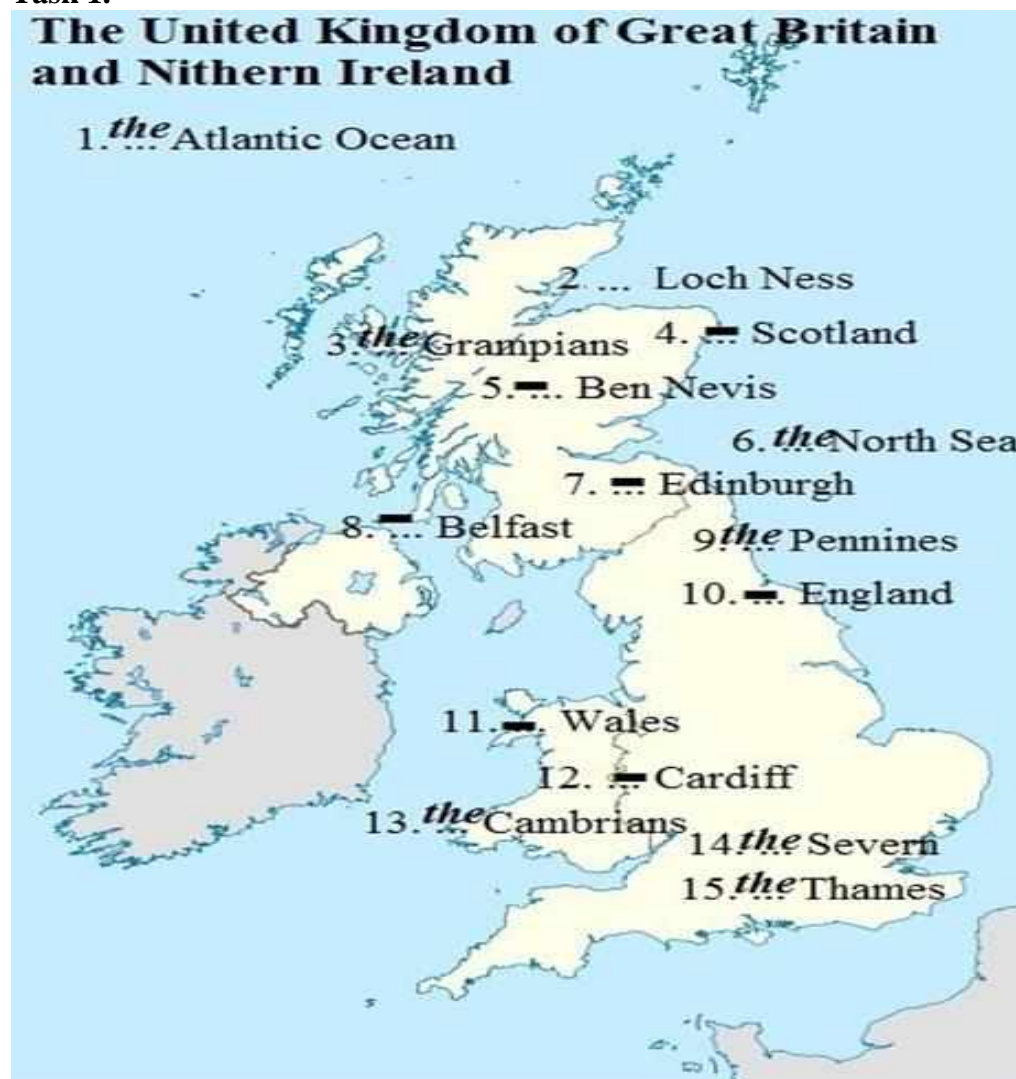 The United Kingdom of Great Britain
and Nithern Ireland
1. the ... Atlantic Ocean
2 ... Loch Ness
3. the ... Grampians
4. – ... Scotland
5. – ... Ben Nevis
6. the ... North Sea
7. – ... Edinburgh
8. – ... Belfast
9 the ... Pennines
10. – ... England
11. – ... Wales
12. – ... Cardiff
13. the ... Cambrians
14. the ... Severn
15. the ... Thames